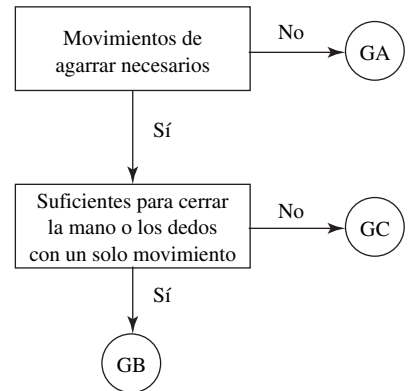 Movimientos de
agarrar necesarios
No
GA
Sí
Suficientes para cerrar
la mano o los dedos
con un solo movimiento
No
GC
Sí
GB